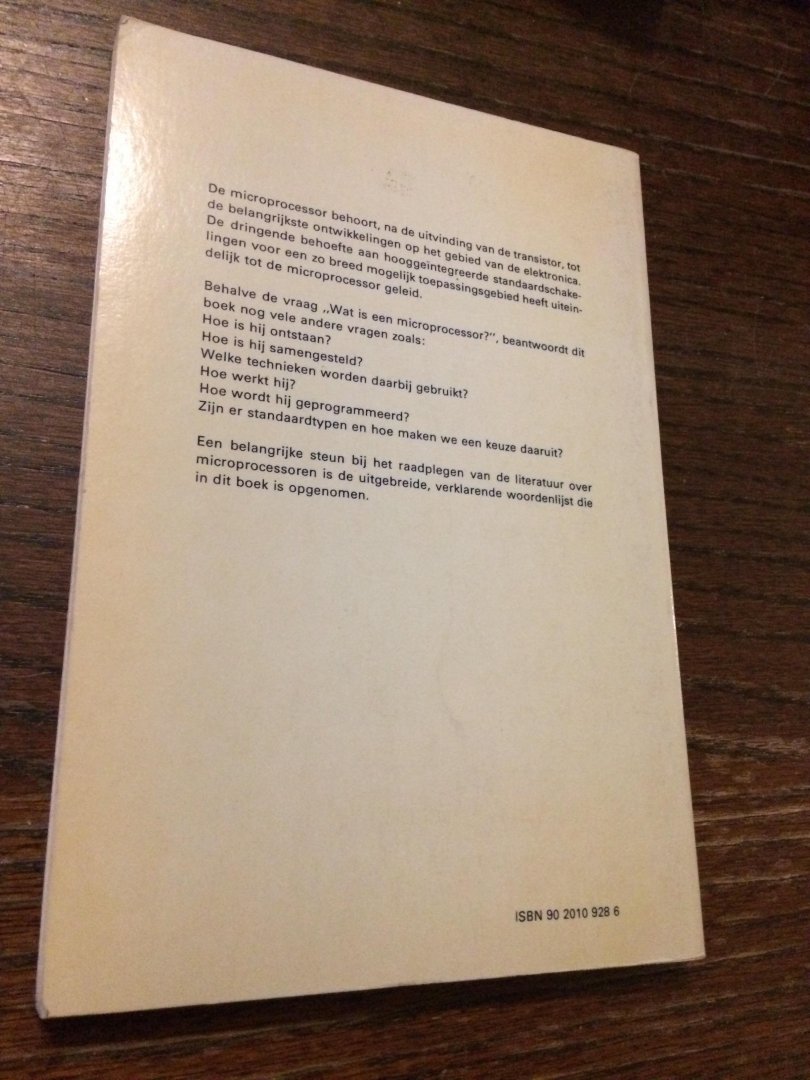 De microprocessor behoort, na de uitvinding van de transistor, tot
de belangrijkste ontwikkelingen op het gebied van de elektronica.
De dringende behoefte aan hooggeïntegreerde standaardschake-
lingen voor een zo breed mogelijk toepassingsgebied heeft uitein-
delijk tot de microprocessor geleid.
Behalve de vraag „Wat is een microprocessor?", beantwoordt dit
boek nog vele andere vragen zoals:
Hoe is hij ontstaan?
Hoe is hij samengesteld?
Welke technieken worden daarbij gebruikt?
Hoe werkt hij?
Hoe wordt hij geprogrammeerd?
Zijn er standaardtypen en hoe maken we een keuze daaruit?
Een belangrijke steun bij het raadplegen van de literatuur over
microprocessoren is de uitgebreide, verklarende woordenlijst die
in dit boek is opgenomen.
ISBN 90 2010 928 6